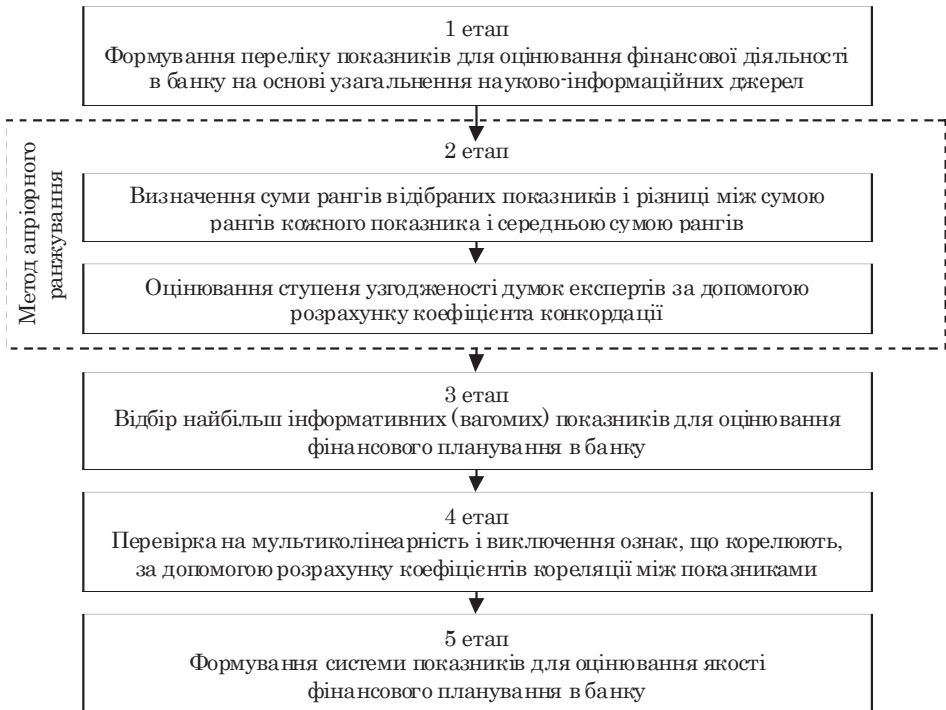 1 етап
Формування переліку показників для оцінювання фінансової діяльності
в банку на основі узагальнення науково-інформаційних джерел
Метод апріорного
ранжування
2 етап
Визначення суми рангів відібраних показників і різниці між сумою
рангів кожного показника і середньою сумою рангів
Оцінювання ступеня узгодженості думок експертів за допомогою
розрахунку коефіцієнта конкордації
3 етап
Відбір найбільш інформативних (вагомих) показників для оцінювання
фінансового планування в банку
4 етап
Перевірка на мультиколінеарність і виключення ознак, що корелюють,
за допомогою розрахунку коефіцієнтів кореляції між показниками
5 етап
Формування системи показників для оцінювання якості
фінансового планування в банку